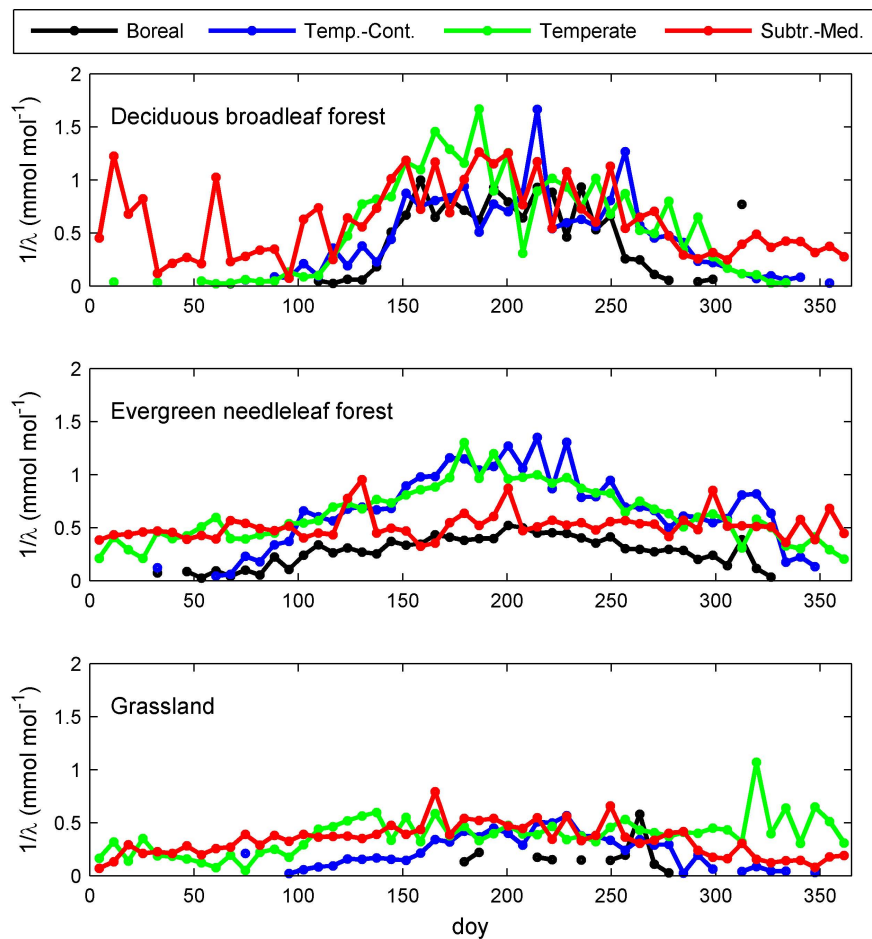 Boreal Temp.-Cont. Temperate Subtr.-Med.
2
1.5
1
0.5
0
1/λ (mmol mol⁻¹)
Deciduous broadleaf forest
0 50 100 150 200 250 300 350
2
1.5
1
0.5
0
1/λ (mmol mol⁻¹)
Evergreen needleleaf forest
0 50 100 150 200 250 300 350
2
1.5
1
0.5
0
1/λ (mmol mol⁻¹)
Grassland
0 50 100 150 200 250 300 350
doy